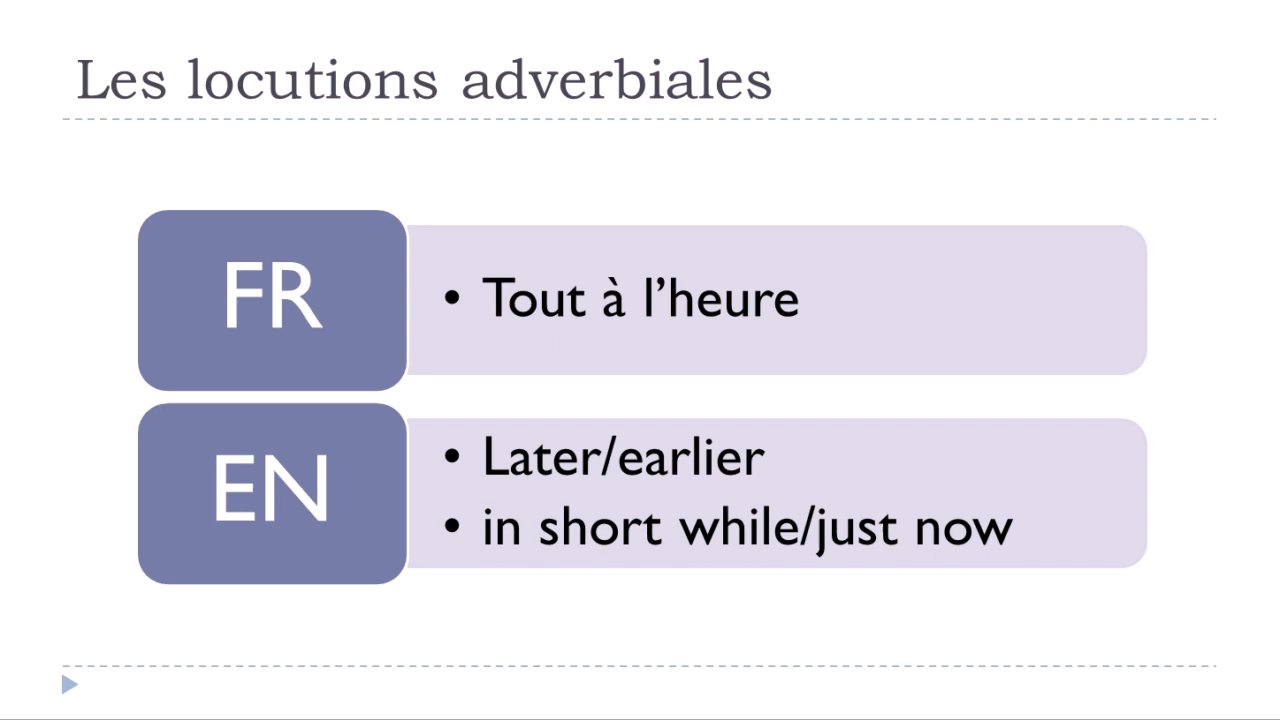 Les locutions adverbiales
FR
• Tout à l’heure
EN
• Later/earlier
• in short while/just now